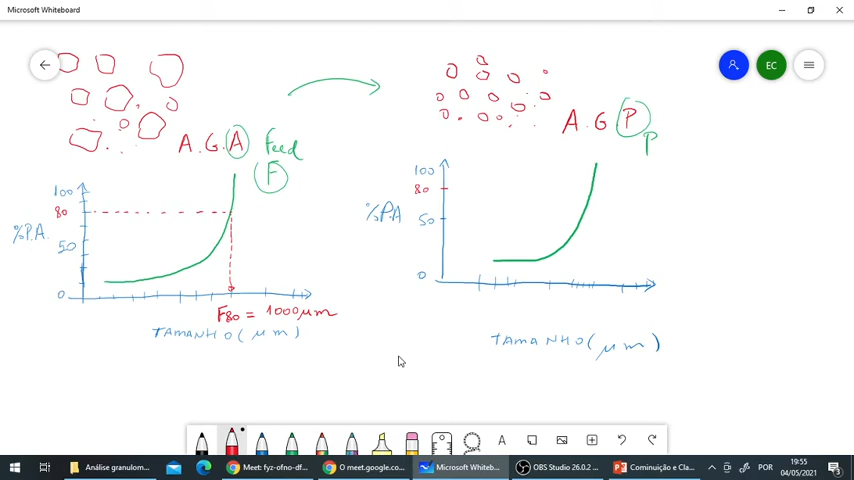 Microsoft Whiteboard
EC
A.G.A Feed
F
A.G P
P
100
80
50
0
%P.A.
F80 = 1000 µm
TAMANHO (µm)
100
80
50
0
%P.A
TAMANHO (µm)
A
Análise granulom...
Meet: fyz-ofno-df...
O meet.google.co...
Microsoft Whiteb...
OBS Studio 26.0.2 ...
Cominuição e Cla...
POR
19:55
04/05/2021
3